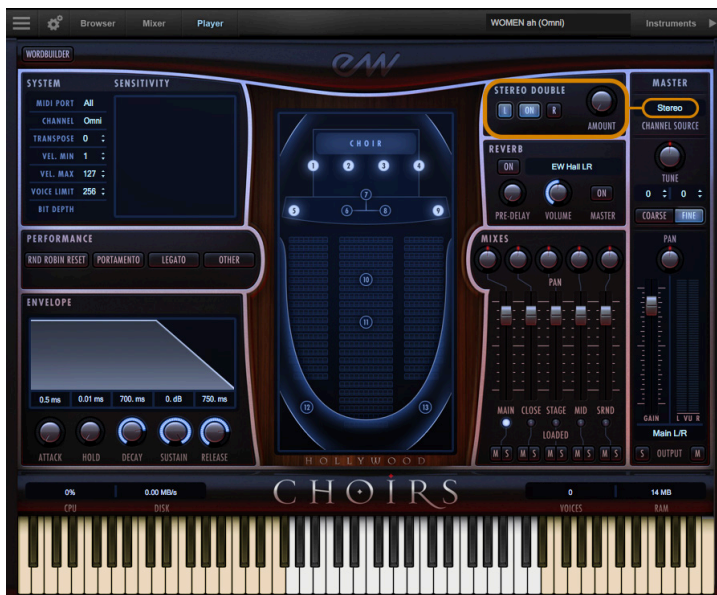 Browser Mixer Player WOMEN ah (Omni) Instruments
WORDBUILDER
EW
SYSTEM SENSITIVITY
MIDI PORT All
CHANNEL Omni
TRANSPOSE 0
VEL. MIN 1
VEL. MAX 127
VOICE LIMIT 256
BIT DEPTH
PERFORMANCE
RND ROBIN RESET PORTAMENTO LEGATO OTHER
ENVELOPE
0.5 ms 0.01 ms 700. ms 0. dB 750. ms
ATTACK HOLD DECAY SUSTAIN RELEASE
CHOIR
1 2 3 4
7
5 6 8 9
10
11
12 13
HOLLYWOOD
CHOIRS
STEREO DOUBLE
L ON R
AMOUNT
REVERB
ON EW Hall LR
ON
PRE-DELAY VOLUME MASTER
MIXES
PAN
MAIN CLOSE STAGE MID SRND
LOADED
M S M S M S M S M S
MASTER
Stereo
CHANNEL SOURCE
TUNE
0 0
COARSE FINE
PAN
GAIN L VU R
Main L/R
S OUTPUT M
0% 0.00 MB/s 0 14 MB
CPU DISK VOICES RAM